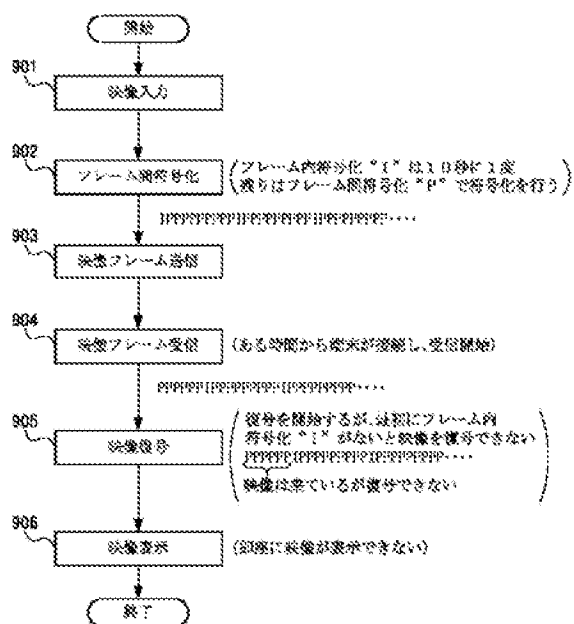 開始
901
映像入力
902
フレーム間符号化
(フレーム内符号化 "I" は10秒に1度
残りはフレーム間符号化 "P" で符号化を行う)
903
映像フレーム送信
904
映像フレーム受信
(ある時間から端末が接続し、受信開始)
905
映像復号
復号を開始するが、最初にフレーム内
符号化 "I" がないと映像を復号できない
映像は来ているが復号できない
906
映像表示
(即座に映像が表示できない)
終了